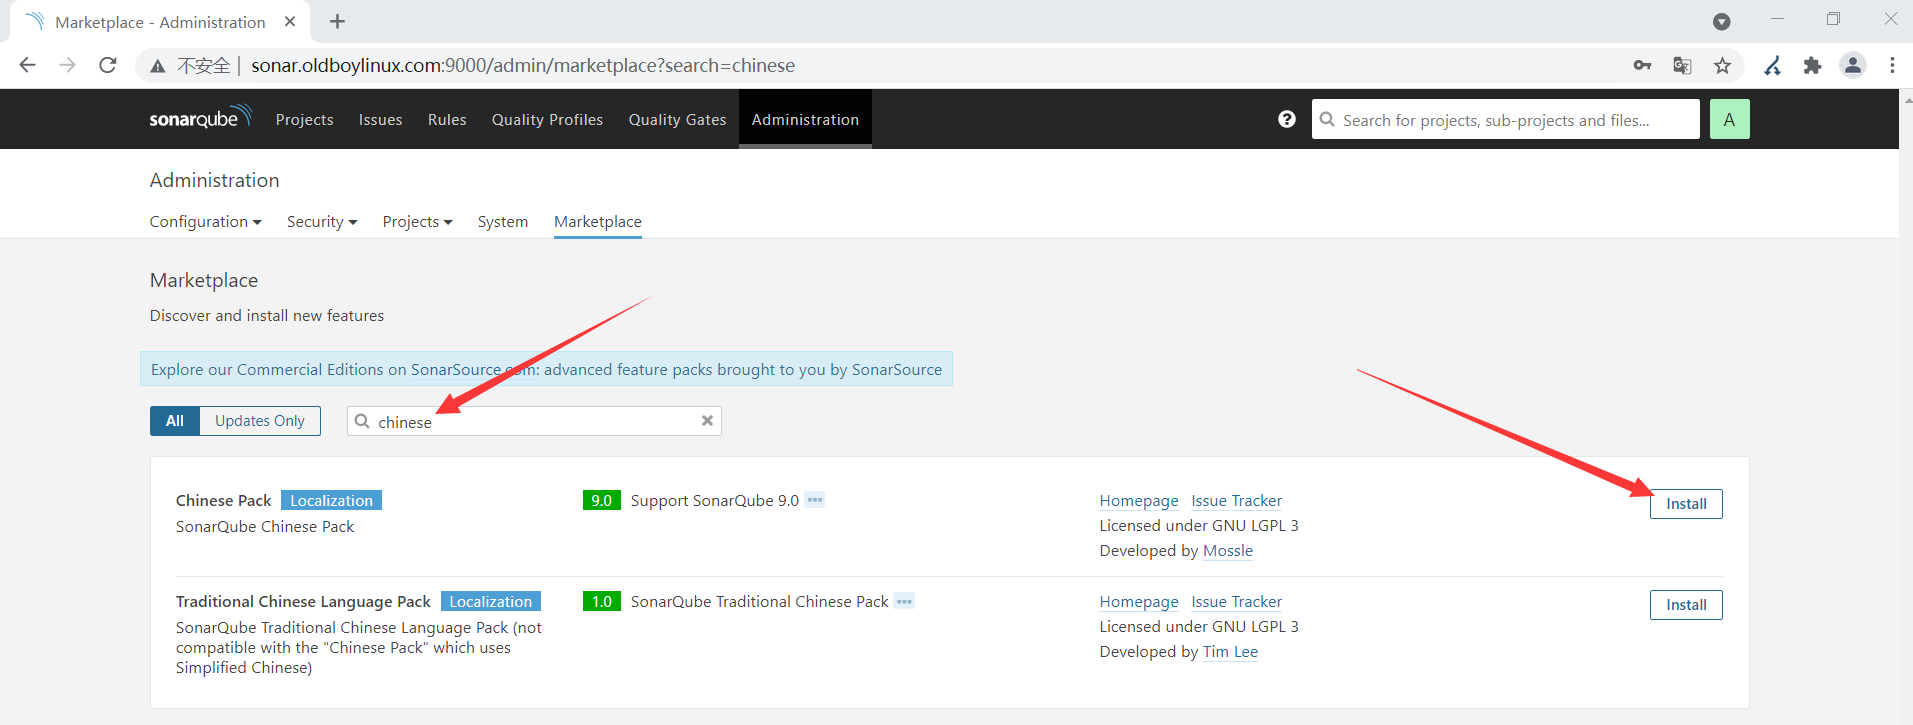 Marketplace - Administration
不安全 | sonar.oldboylinux.com:9000/admin/marketplace?search=chinese
sonarqube Projects Issues Rules Quality Profiles Quality Gates Administration ? Search for projects, sub-projects and files... A
Administration
Configuration Security Projects System Marketplace
Marketplace
Discover and install new features
Explore our Commercial Editions on SonarSource.com: advanced feature packs brought to you by SonarSource
All Updates Only chinese
Chinese Pack Localization 9.0 Support SonarQube 9.0 Homepage Issue Tracker Install
SonarQube Chinese Pack Licensed under GNU LGPL 3
Developed by Mossle
Traditional Chinese Language Pack Localization 1.0 SonarQube Traditional Chinese Pack Homepage Issue Tracker Install
SonarQube Traditional Chinese Language Pack (not Licensed under GNU LGPL 3
compatible with the "Chinese Pack" which uses Developed by Tim Lee
Simplified Chinese)